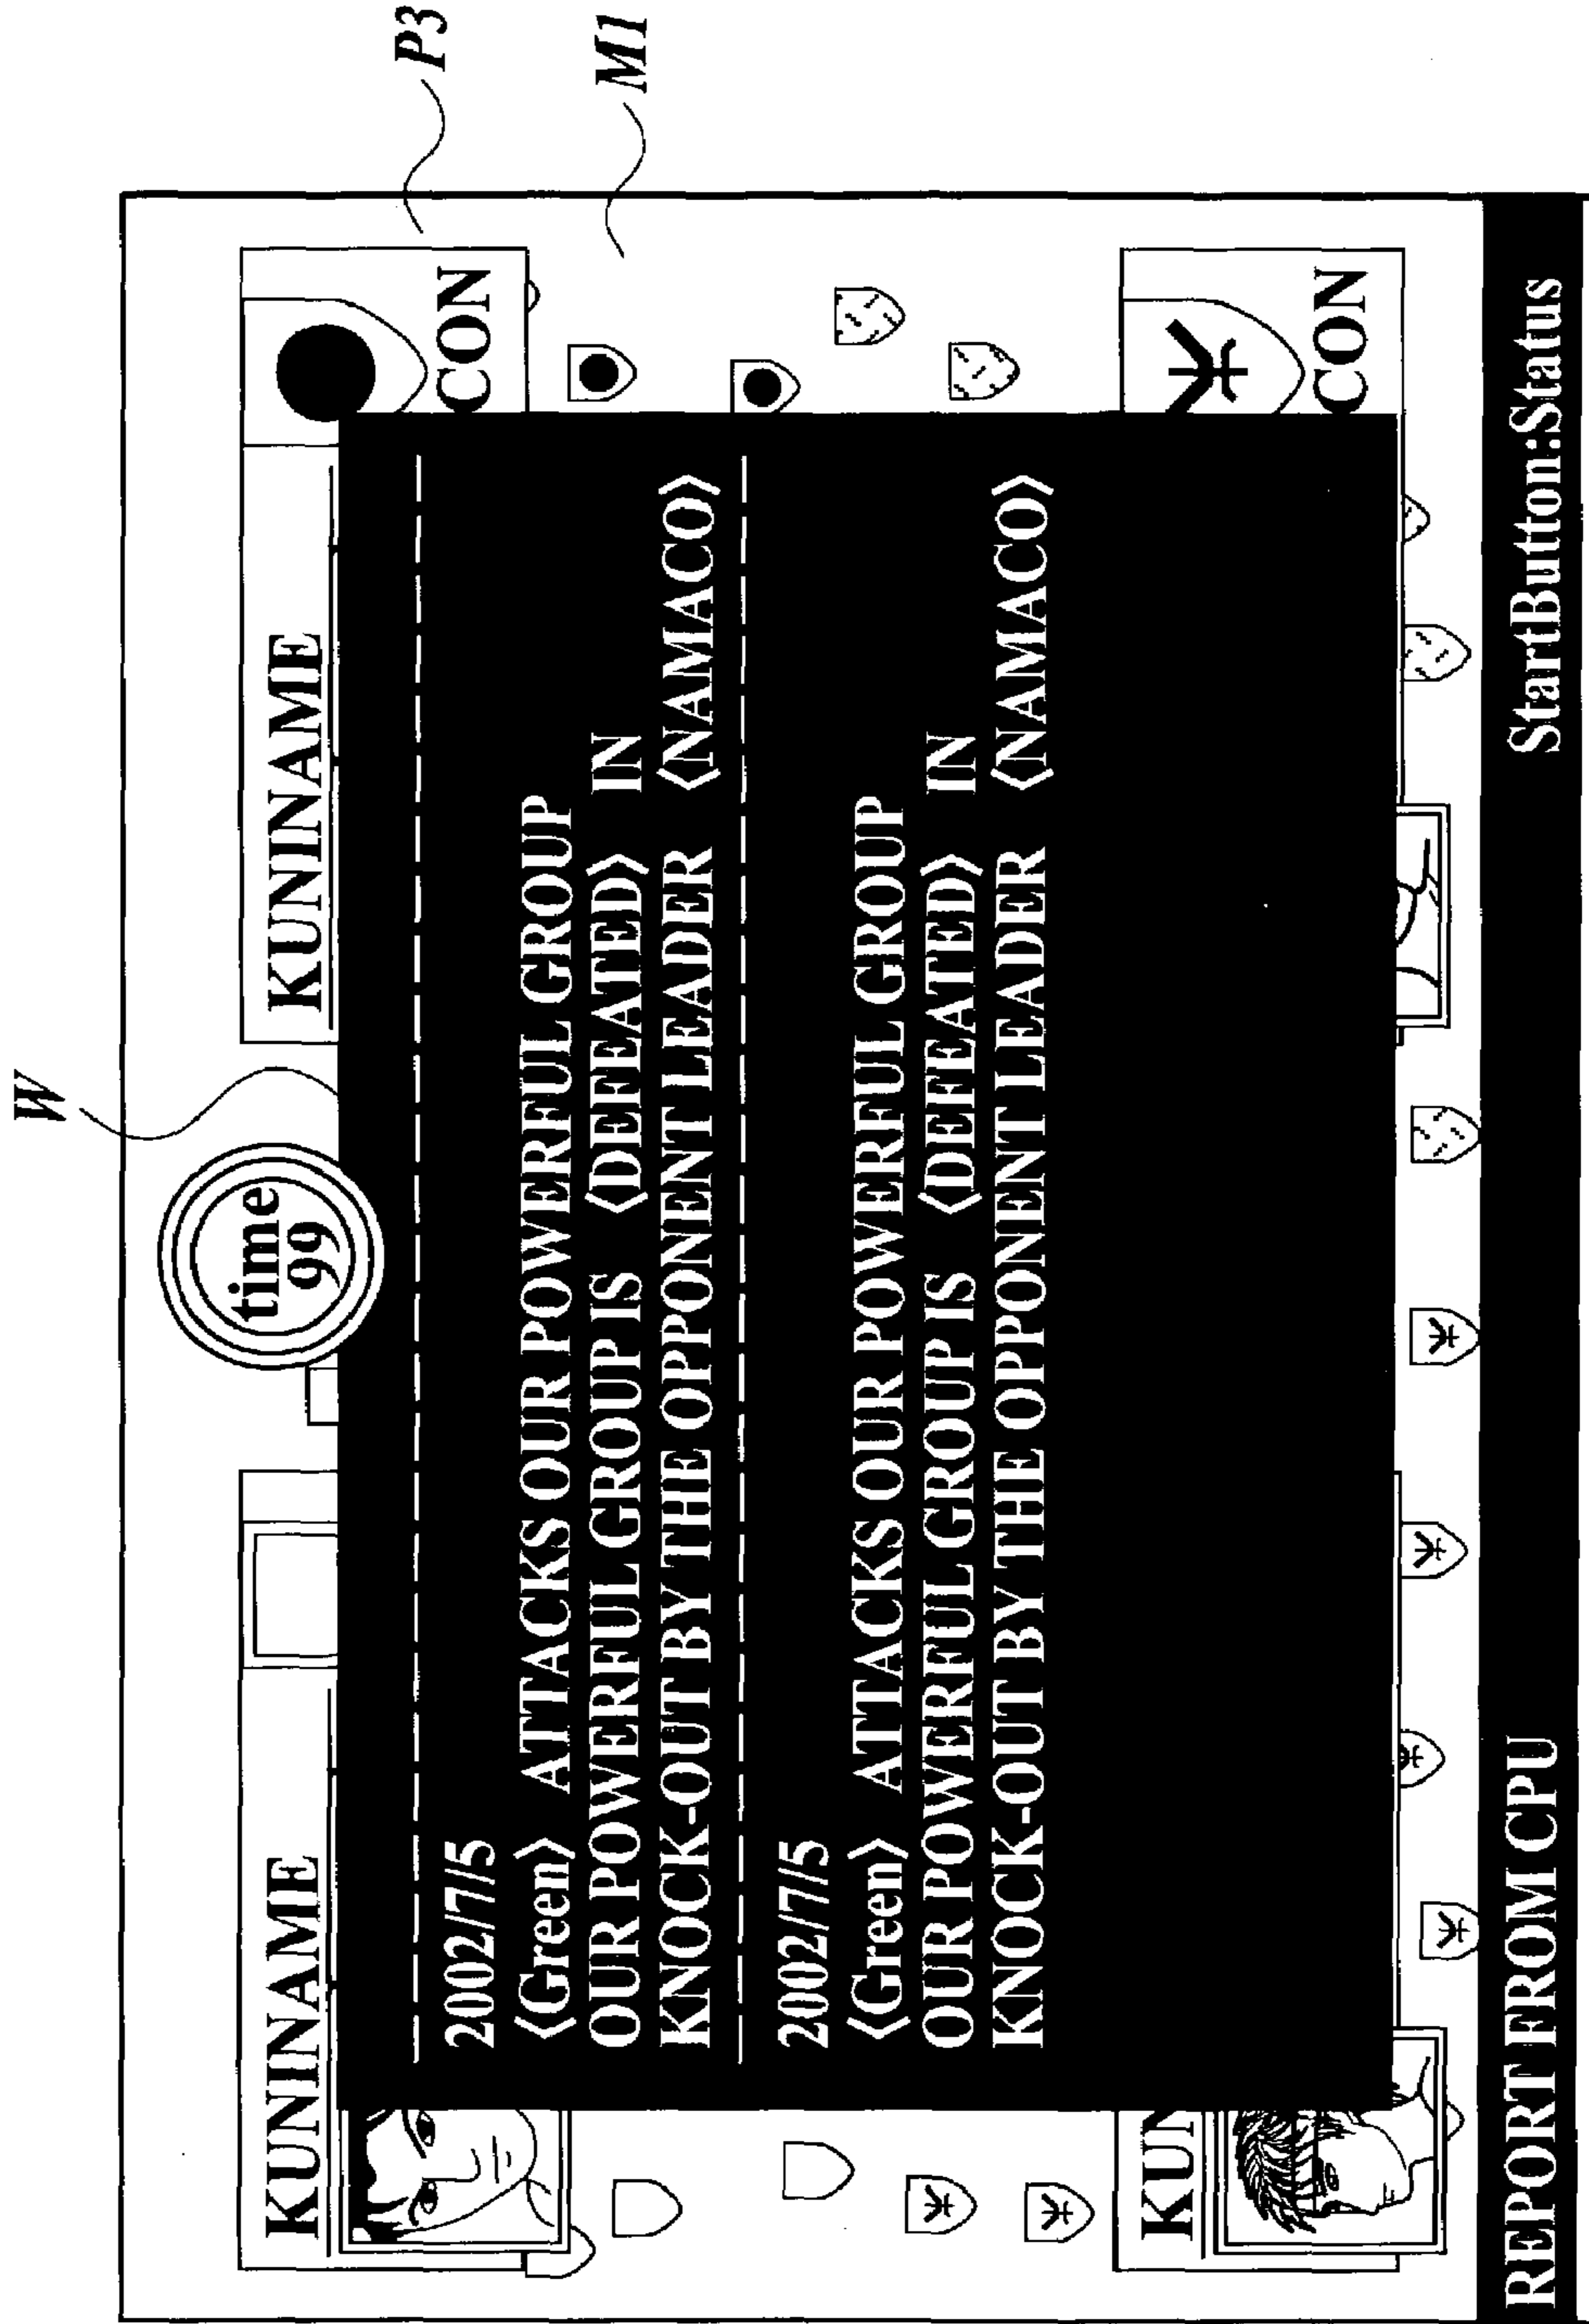 W
P3
M1
time
99
KUNINAME
KUNINAME
CON
2002/7/5
<Green> ATTACKS OUR POWERFUL GROUP
OUR POWERFUL GROUP IS <DEFEATED> IN
KNOCK-OUT BY THE OPPONENT LEADER <NAMACO>
2002/7/5
<Green> ATTACKS OUR POWERFUL GROUP
OUR POWERFUL GROUP IS <DEFEATED> IN
KNOCK-OUT BY THE OPPONENT LEADER <NAMACO>
KUN
CON
REPORT FROM CPU StartButton:Status